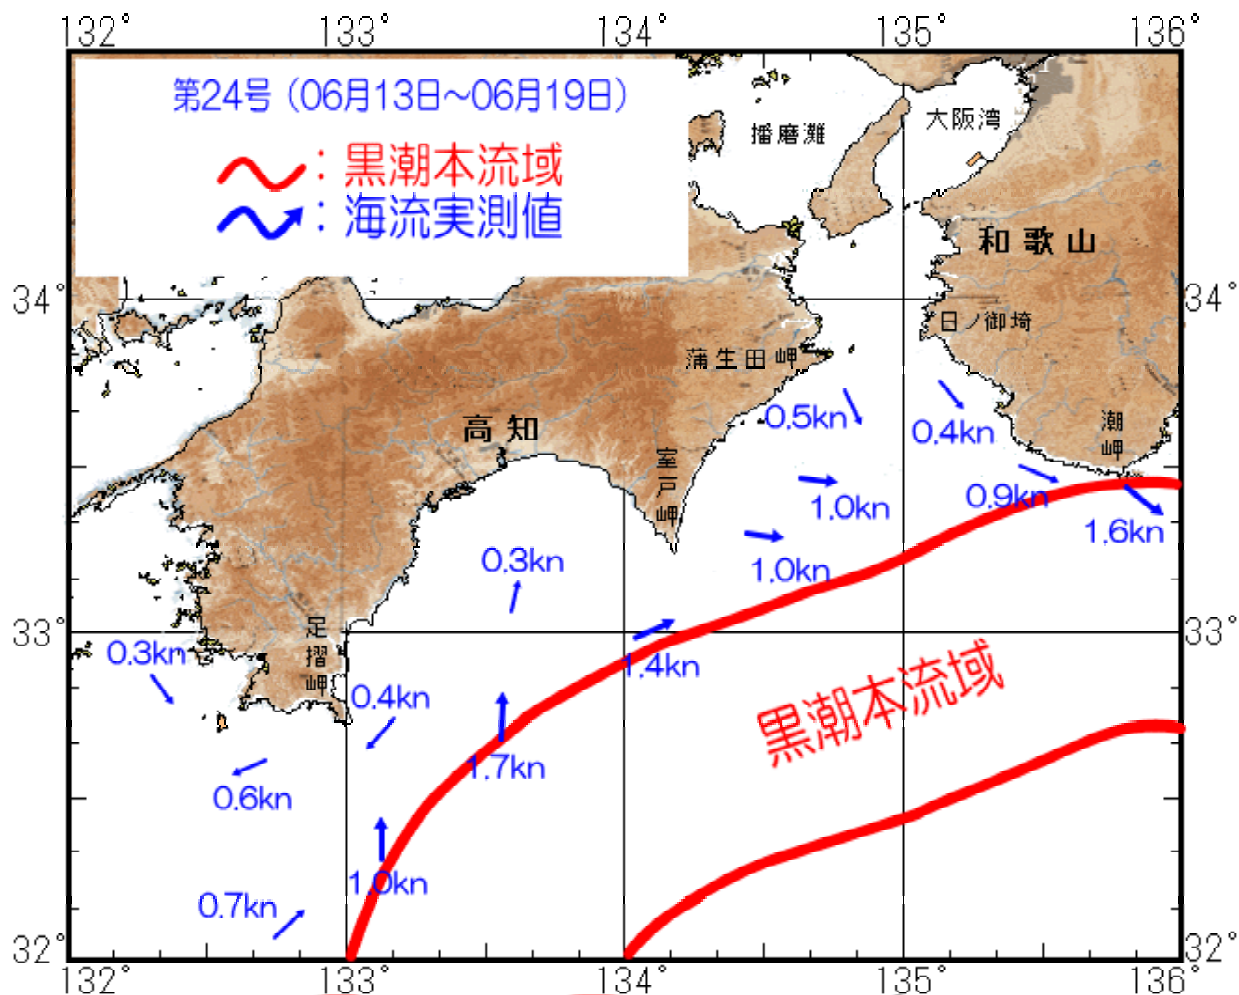 132° 133° 134° 135° 136°
第24号（06月13日～06月19日）
：黒潮本流域
：海流実測値
播磨灘
大阪湾
和歌山
34°
34°
日ノ御埼
蒲生田岬
潮岬
高知
室戸岬
0.5kn
0.4kn
0.9kn
1.0kn
1.6kn
1.0kn
0.3kn
33°
33°
足摺岬
0.3kn
1.4kn
0.4kn
黒潮本流域
1.7kn
0.6kn
1.0kn
0.7kn
32°
32°
132° 133° 134° 135° 136°